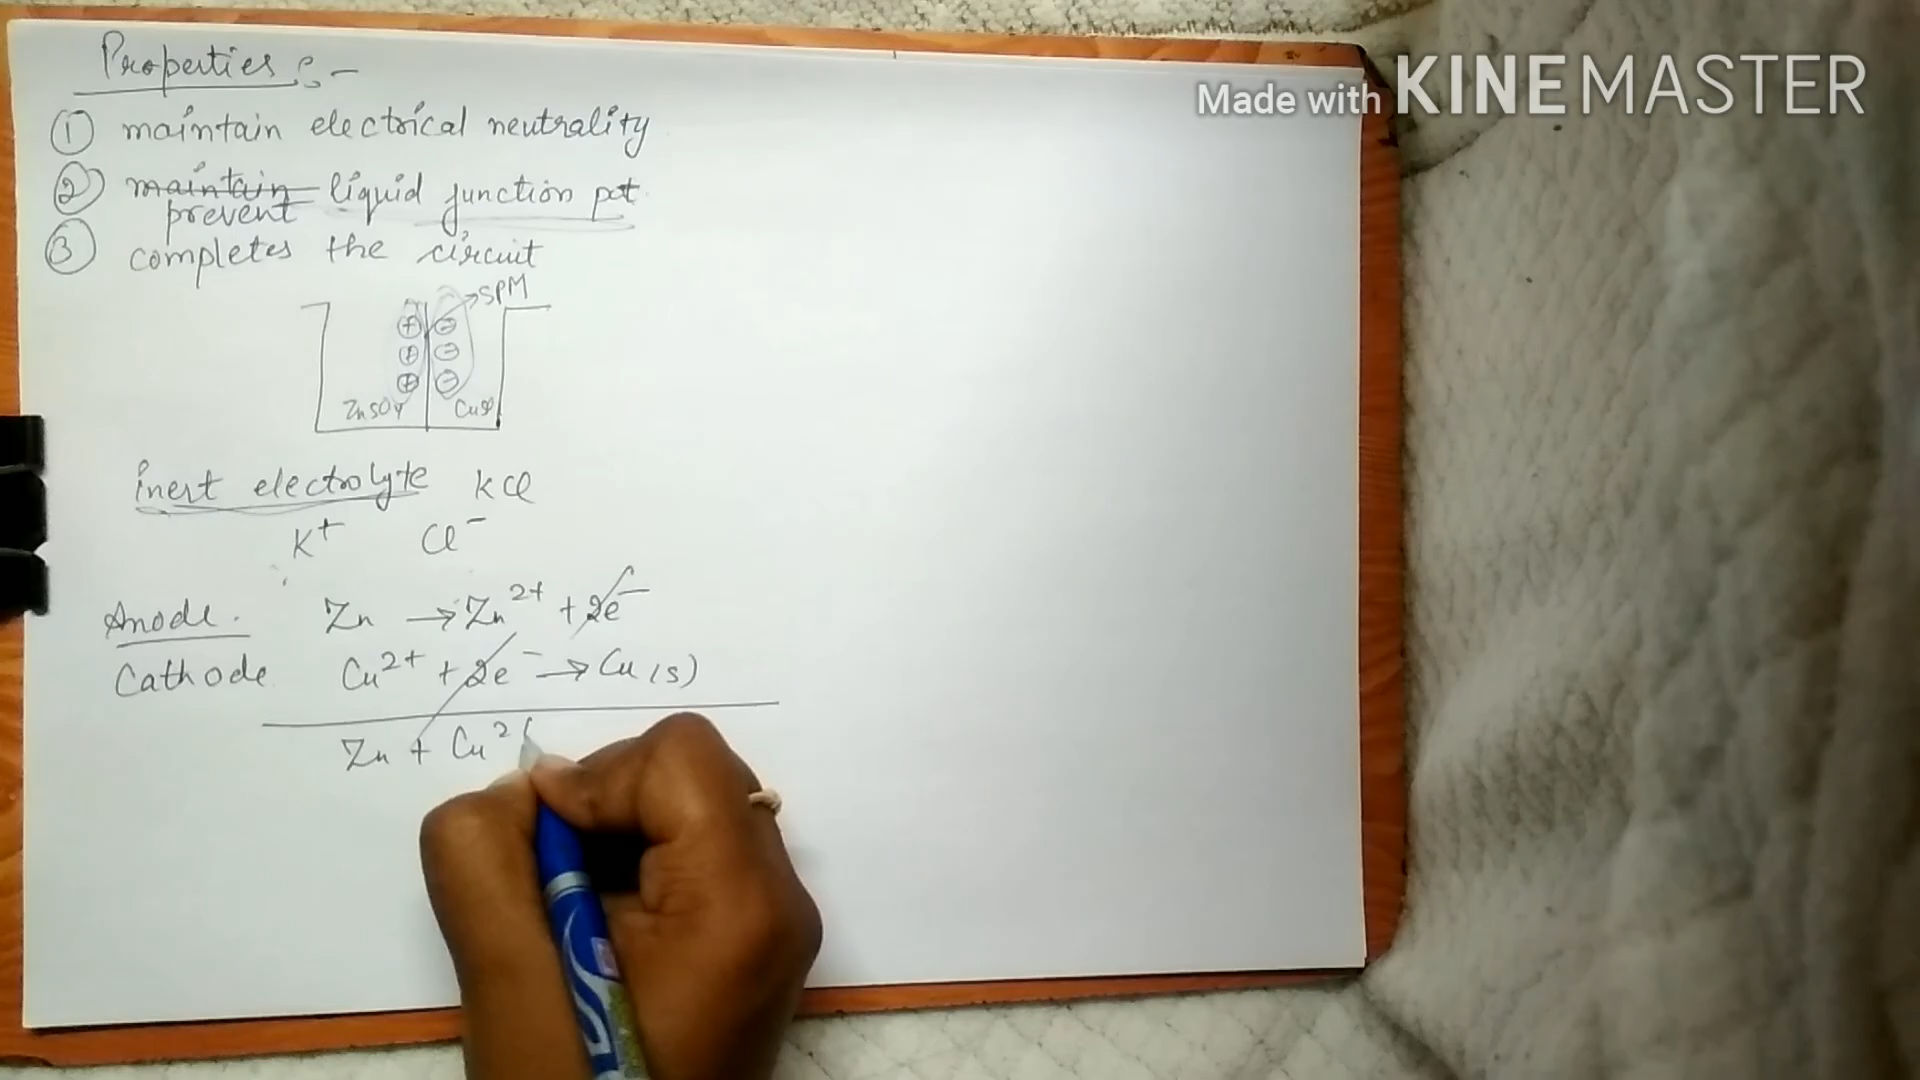 Properties :-
① maintain electrical neutrality
② maintain liquid junction pot
prevent
③ completes the circuit
SPM
+ -
+ -
+ -
ZnSO4 CuS
inert electrolyte KCl
K+ Cl-
Anode. Zn → Zn2+ + 2e-
Cathode Cu2+ + 2e- → Cu(s)
Zn + Cu2
Made with KINEMASTER